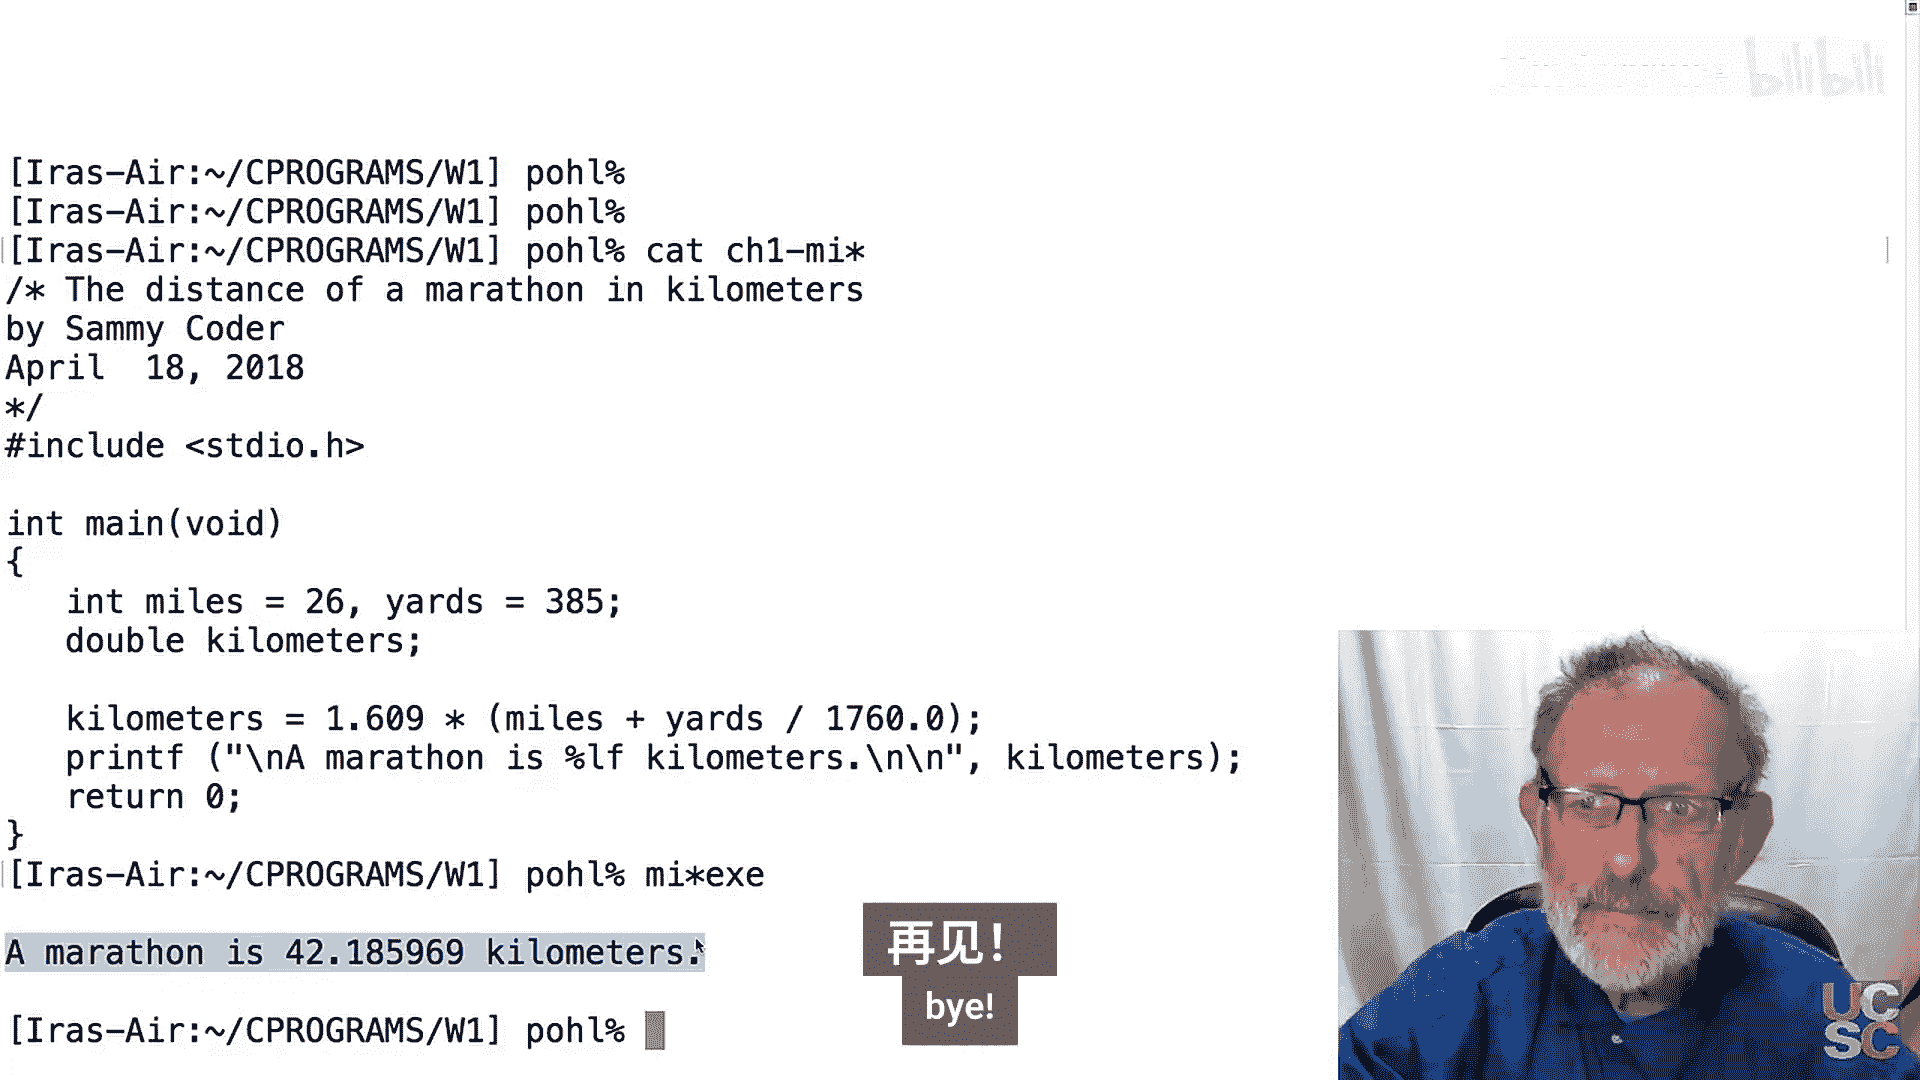 bilibili
[Iras-Air:~/CPROGRAMS/W1] pohl%
[Iras-Air:~/CPROGRAMS/W1] pohl%
[Iras-Air:~/CPROGRAMS/W1] pohl% cat ch1-mi*
/* The distance of a marathon in kilometers
by Sammy Coder
April  18, 2018
*/
#include <stdio.h>

int main(void)
{
   int miles = 26, yards = 385;
   double kilometers;

   kilometers = 1.609 * (miles + yards / 1760.0);
   printf ("\nA marathon is %lf kilometers.\n\n", kilometers);
   return 0;
}
[Iras-Air:~/CPROGRAMS/W1] pohl% mi*exe

A marathon is 42.185969 kilometers.

[Iras-Air:~/CPROGRAMS/W1] pohl%
再见！
bye!
UC
SC